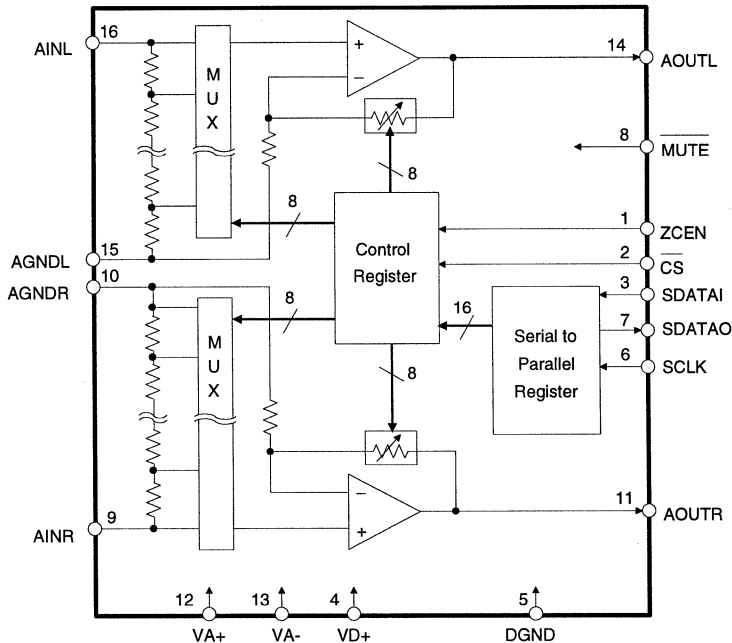 16
AINL
M
U
X
+
−
14
AOUTL
8
MUTE
8
8
Control
Register
1
ZCEN
2
CS
15
AGNDL
10
AGNDR
3
SDATAI
16
7
SDATAO
Serial to
Parallel
Register
6
SCLK
8
M
U
X
8
−
+
11
AOUTR
9
AINR
12
VA+
13
VA-
4
VD+
5
DGND